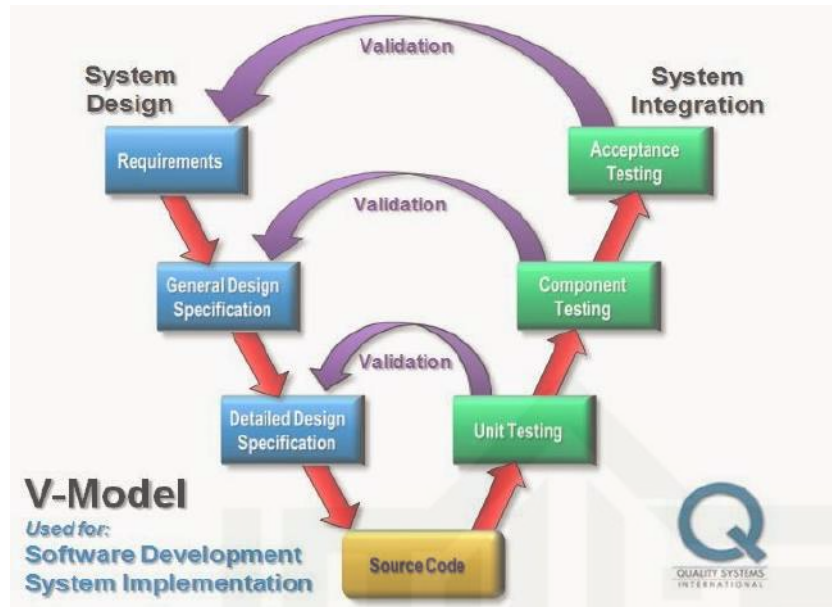 Validation
System
Design
System
Integration
Requirements
Acceptance
Testing
Validation
General Design
Specification
Component
Testing
Validation
Detailed Design
Specification
Unit Testing
V-Model
Used for:
Software Development
System Implementation
Source Code
Q
QUALITY SYSTEMS
INTERNATIONAL